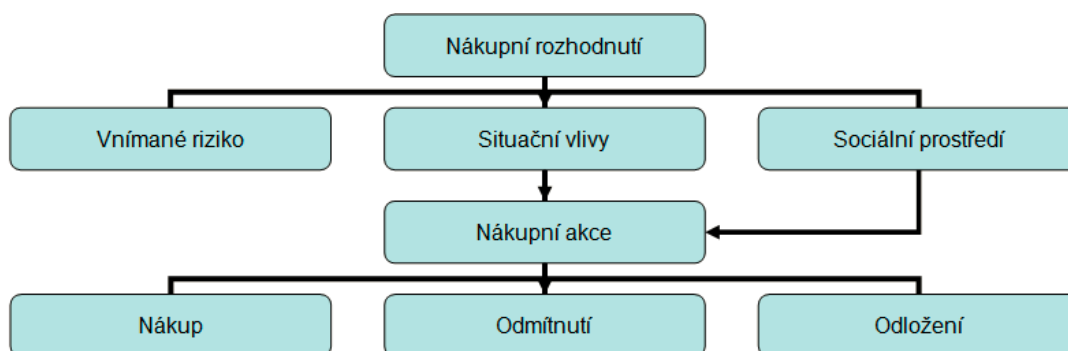 Nákupní rozhodnutí
Vnímané riziko
Situační vlivy
Sociální prostředí
Nákupní akce
Nákup
Odmítnutí
Odložení